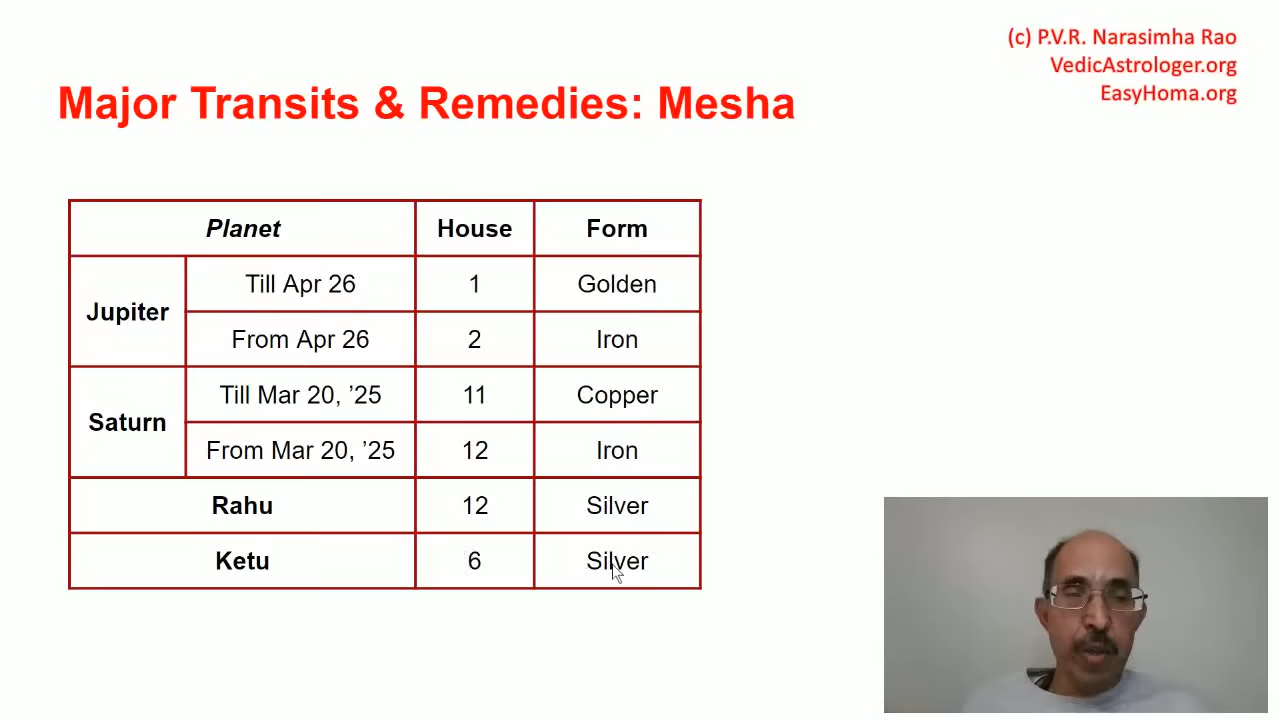 (c) P.V.R. Narasimha Rao
VedicAstrologer.org
EasyHoma.org
Major Transits & Remedies: Mesha
Planet House Form
Jupiter Till Apr 26 1 Golden
From Apr 26 2 Iron
Saturn Till Mar 20, ’25 11 Copper
From Mar 20, ’25 12 Iron
Rahu 12 Silver
Ketu 6 Silver